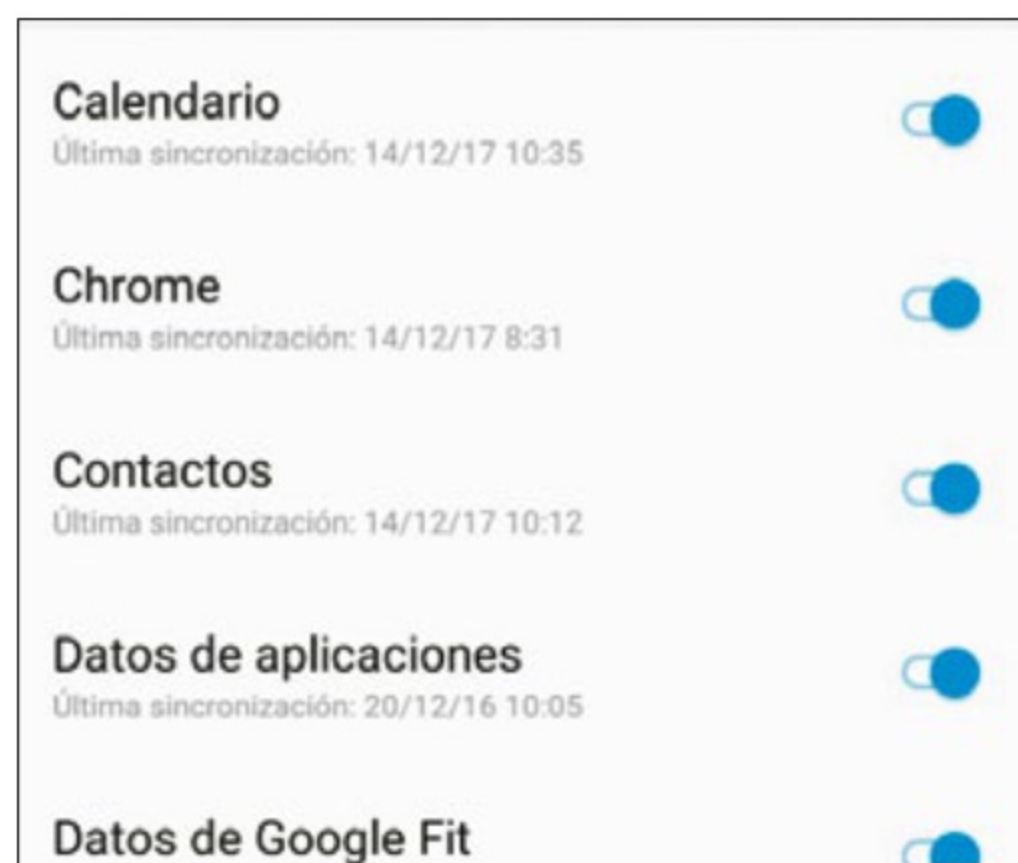 Calendario
Última sincronización: 14/12/17 10:35
Chrome
Última sincronización: 14/12/17 8:31
Contactos
Última sincronización: 14/12/17 10:12
Datos de aplicaciones
Última sincronización: 20/12/16 10:05
Datos de Google Fit